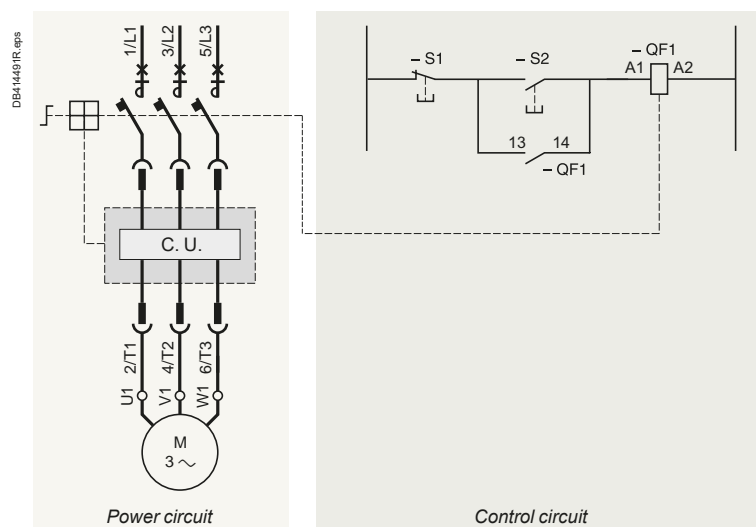 DB414491R.eps
1/L1
3/L2
5/L3
C. U.
2/T1
4/T2
6/T3
U1
V1
W1
M
3 ~
Power circuit
– S1
– S2
– QF1
A1 A2
13 14
– QF1
Control circuit